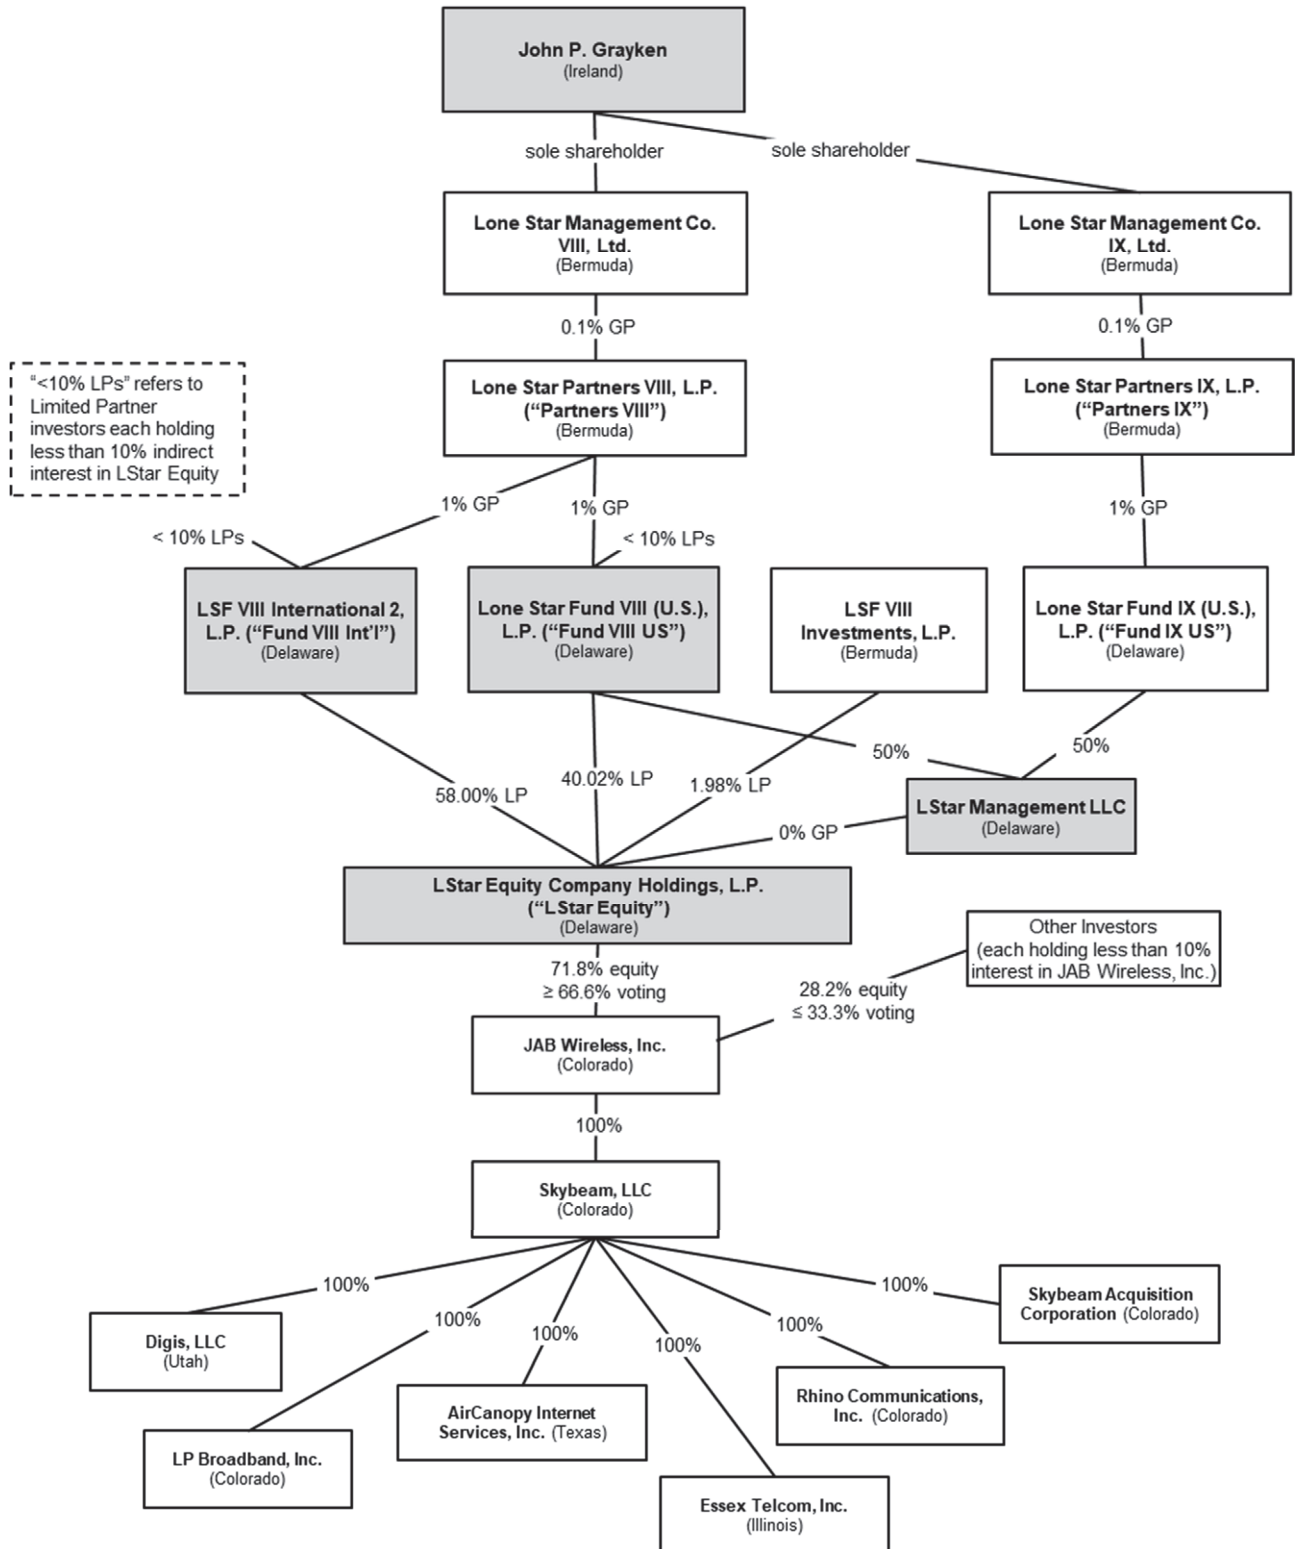 John P. Grayken
(Ireland)
sole shareholder
sole shareholder
Lone Star Management Co.
VIII, Ltd.
(Bermuda)
Lone Star Management Co.
IX, Ltd.
(Bermuda)
0.1% GP
0.1% GP
"<10% LPs" refers to
Limited Partner
investors each holding
less than 10% indirect
interest in LStar Equity
Lone Star Partners VIII, L.P.
(“Partners VIII”)
(Bermuda)
Lone Star Partners IX, L.P.
(“Partners IX”)
(Bermuda)
1% GP
1% GP
1% GP
< 10% LPs
< 10% LPs
LSF VIII International 2,
L.P. (“Fund VIII Int’l”)
(Delaware)
Lone Star Fund VIII (U.S.),
L.P. (“Fund VIII US”)
(Delaware)
LSF VIII
Investments, L.P.
(Bermuda)
Lone Star Fund IX (U.S.),
L.P. (“Fund IX US”)
(Delaware)
50%
50%
58.00% LP
40.02% LP
1.98% LP
LStar Management LLC
(Delaware)
0% GP
LStar Equity Company Holdings, L.P.
(“LStar Equity”)
(Delaware)
Other Investors
(each holding less than 10%
interest in JAB Wireless, Inc.)
71.8% equity
≥ 66.6% voting
28.2% equity
≤ 33.3% voting
JAB Wireless, Inc.
(Colorado)
100%
Skybeam, LLC
(Colorado)
100%
100%
100%
100%
100%
100%
Skybeam Acquisition
Corporation (Colorado)
Digis, LLC
(Utah)
Rhino Communications,
Inc. (Colorado)
AirCanopy Internet
Services, Inc. (Texas)
LP Broadband, Inc.
(Colorado)
Essex Telcom, Inc.
(Illinois)